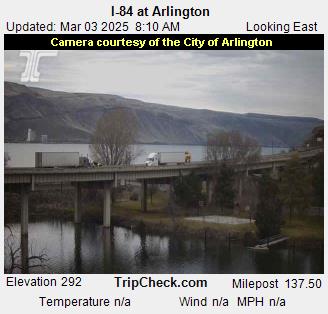 I-84 at Arlington
Updated: Mar 03 2025 8:10 AM Looking East
Camera courtesy of the City of Arlington
Elevation 292 TripCheck.com Milepost 137.50
Temperature n/a Wind n/a MPH n/a